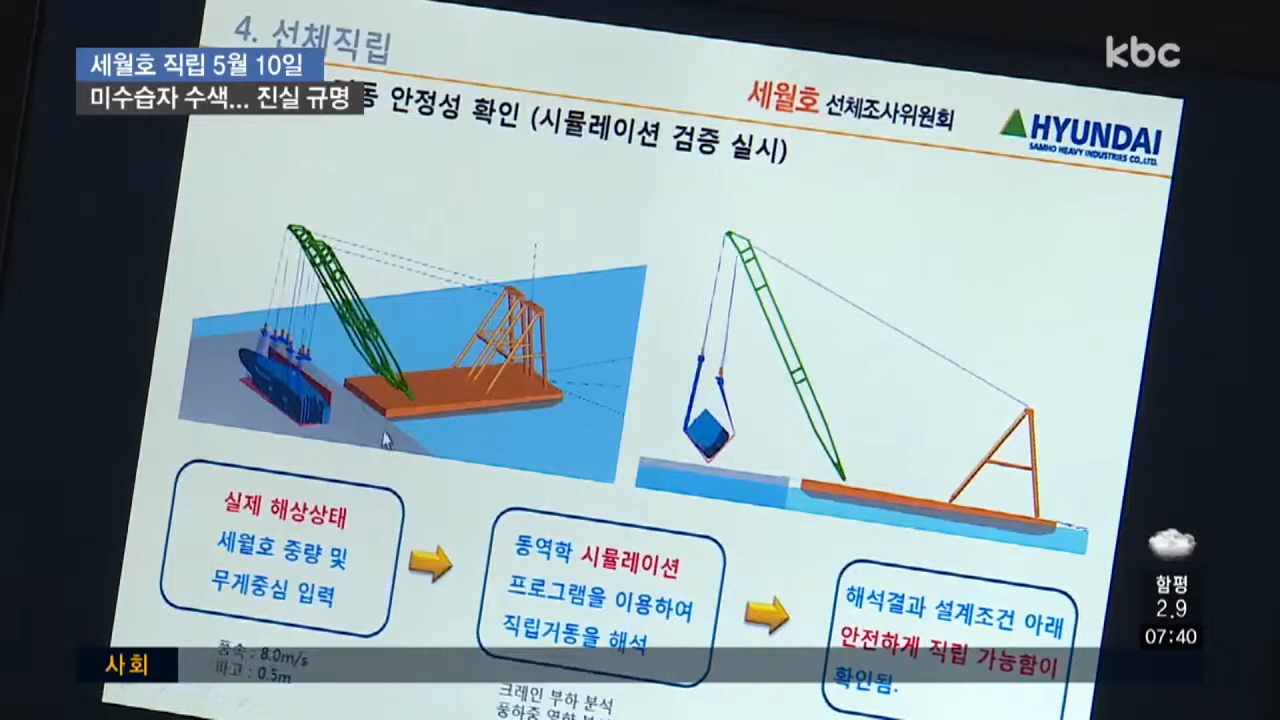 4. 선체직립
세월호 직립 5월 10일
미수습자 수색... 진실 규명
kbc
안정성 확인 (시뮬레이션 검증 실시)
세월호 선체조사위원회
HYUNDAI
SAMHO HEAVY INDUSTRIES CO.,LTD.
실제 해상상태
세월호 중량 및
무게중심 입력
동역학 시뮬레이션
프로그램을 이용하여
직립거동을 해석
해석결과 설계조건 아래
안전하게 직립 가능함이
확인됨.
풍속 : 8.0m/s
파고 : 0.5m
크레인 부하 분석
풍하중 영향
사회
함평
2.9
07:40